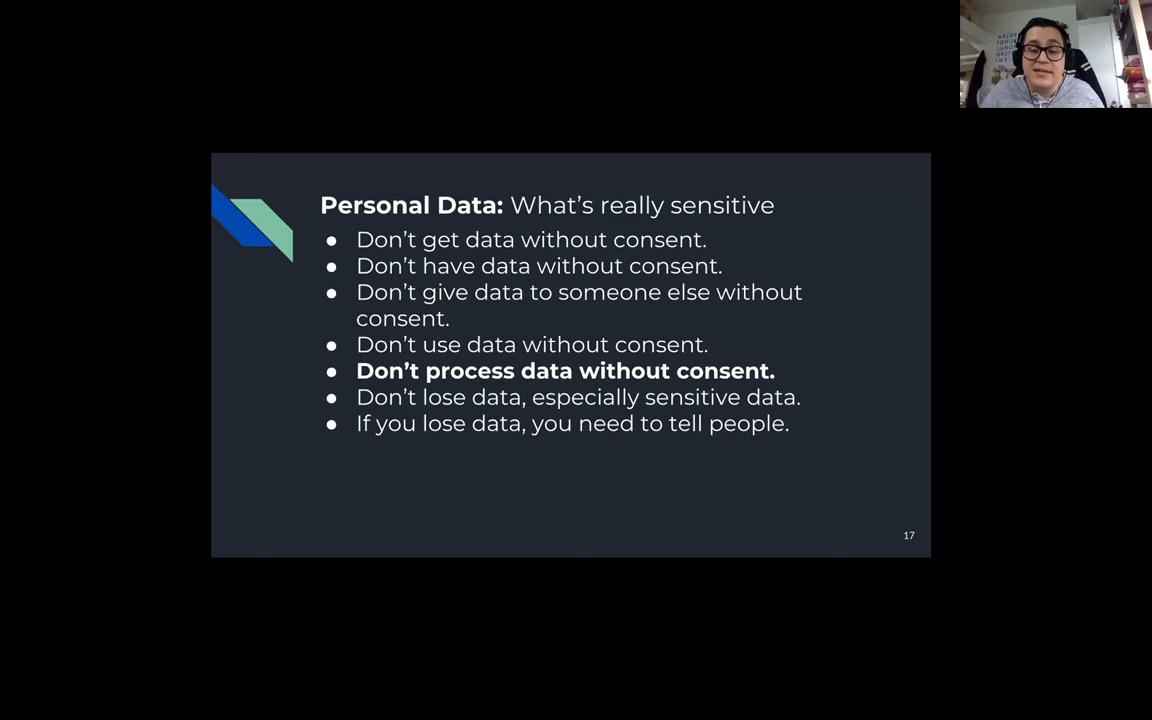 Personal Data: What's really sensitive
● Don't get data without consent.
● Don't have data without consent.
● Don't give data to someone else without
consent.
● Don't use data without consent.
● Don't process data without consent.
● Don't lose data, especially sensitive data.
● If you lose data, you need to tell people.
17